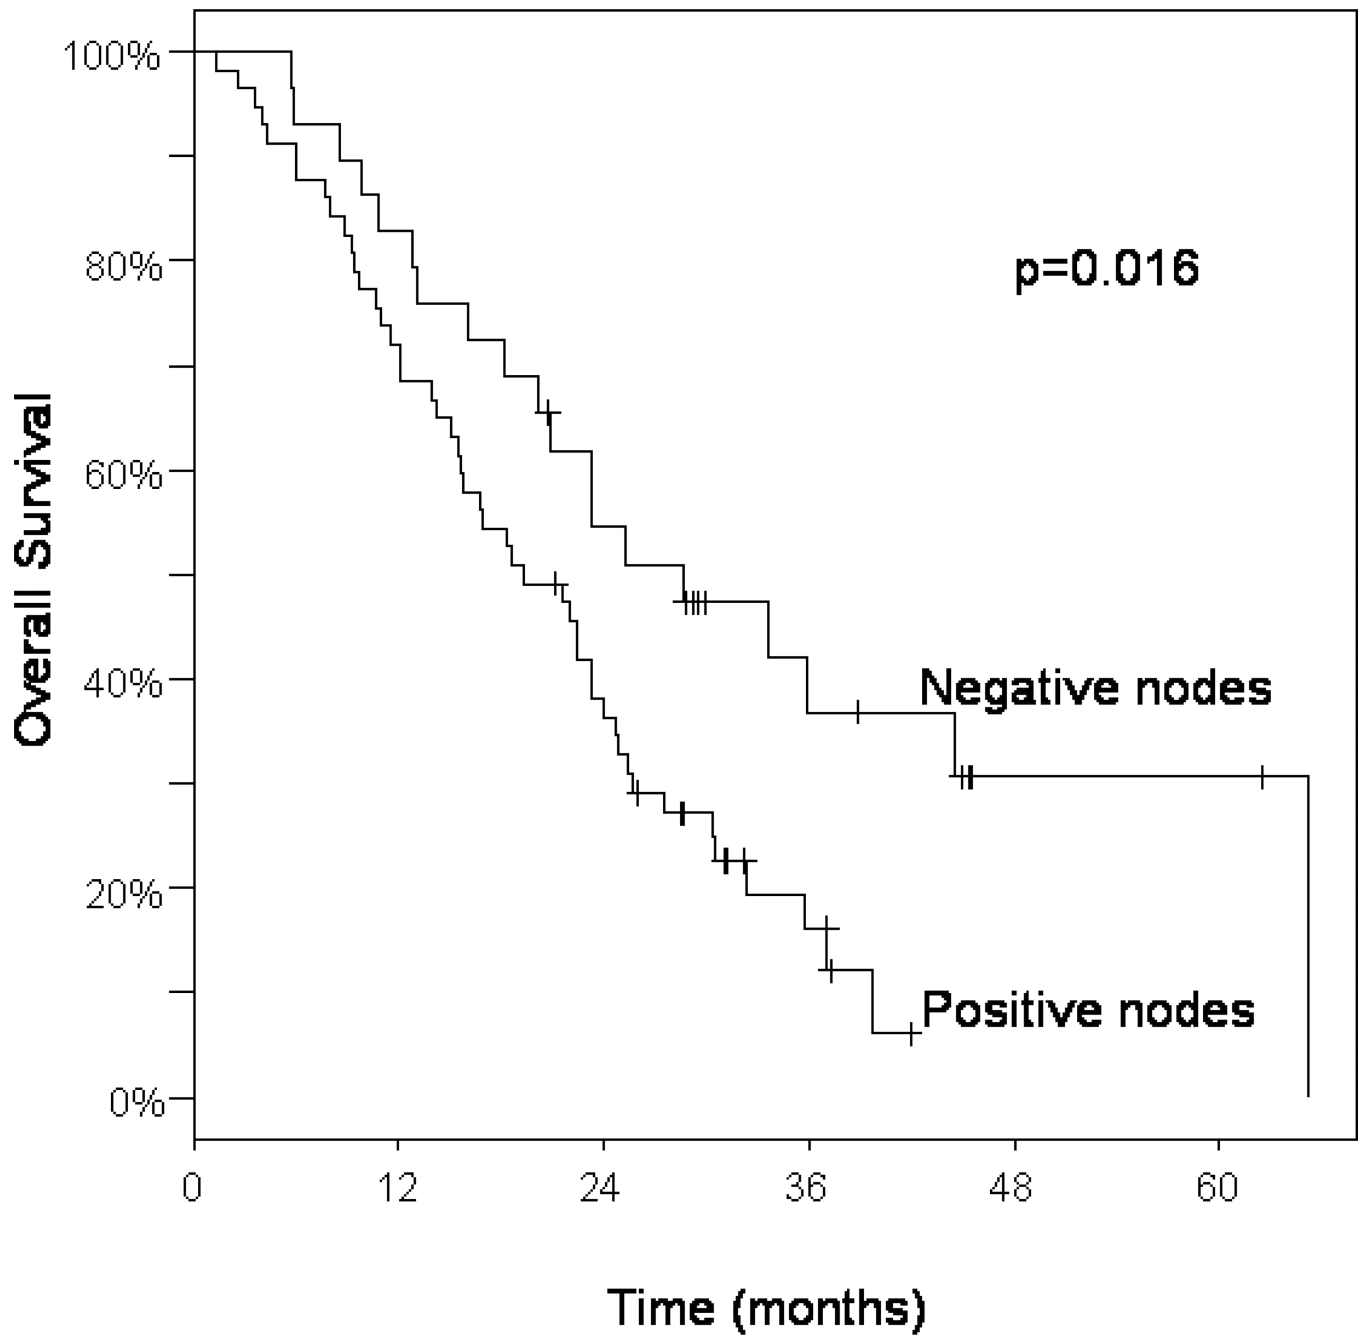 100%
80%
p=0.016
60%
Overall Survival
40%
Negative nodes
20%
Positive nodes
0%
0 12 24 36 48 60
Time (months)